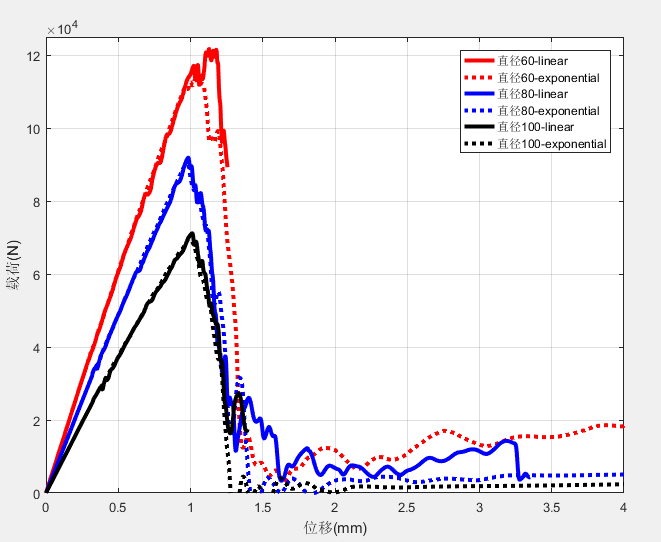 ×10⁴
12
10
8
6
4
2
0
载荷(N)
直径60-linear
直径60-exponential
直径80-linear
直径80-exponential
直径100-linear
直径100-exponential
0 0.5 1 1.5 2 2.5 3 3.5 4
位移(mm)